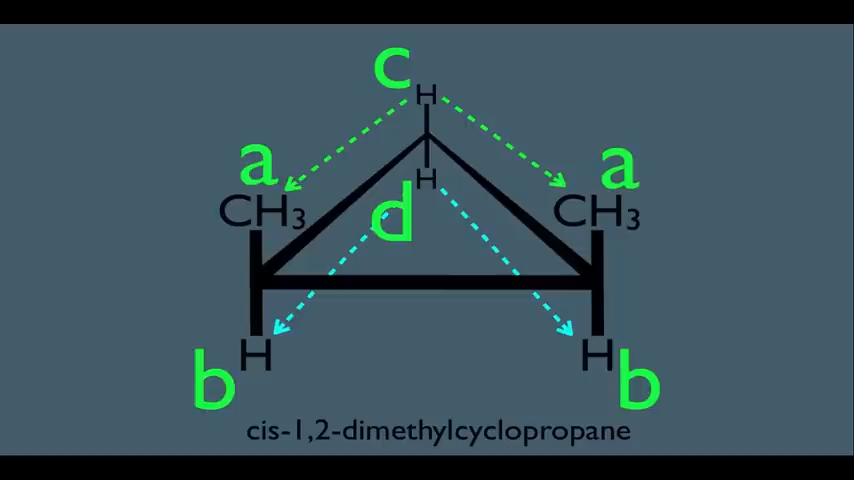 c
H
a a
H
CH₃ d CH₃
H H
b b
cis-1,2-dimethylcyclopropane